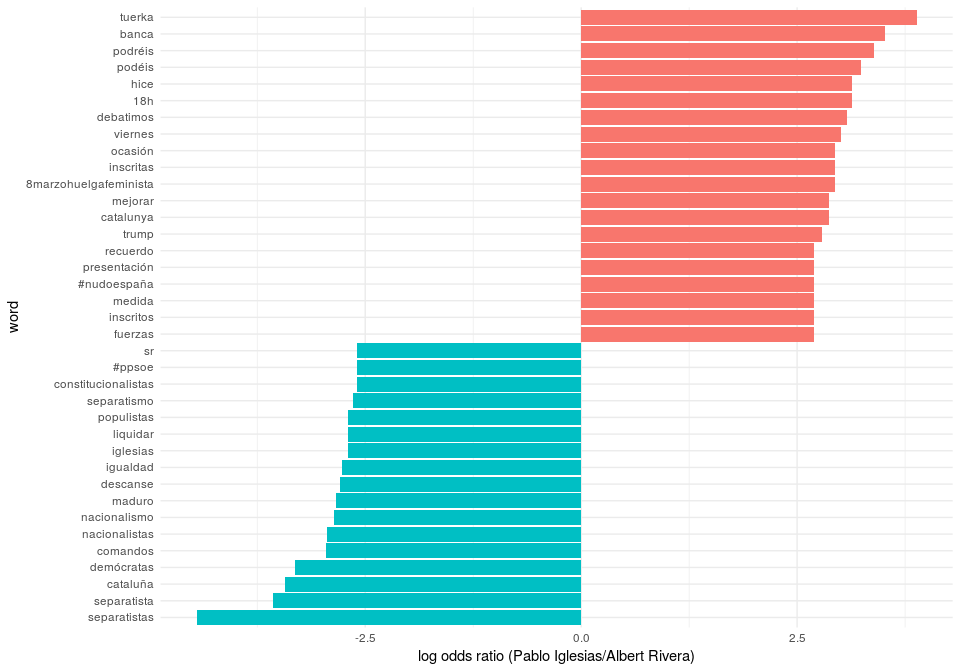 tuerka
banca
podréis
podéis
hice
18h
debatimos
viernes
ocasión
inscritas
8marzohuelgafeminista
mejorar
catalunya
trump
recuerdo
presentación
#nudoespaña
medida
inscritos
fuerzas
sr
#ppsoe
constitucionalistas
separatismo
populistas
liquidar
iglesias
igualdad
descanse
maduro
nacionalismo
nacionalistas
comandos
demócratas
cataluña
separatista
separatistas
word
-2.5 0.0 2.5
log odds ratio (Pablo Iglesias/Albert Rivera)